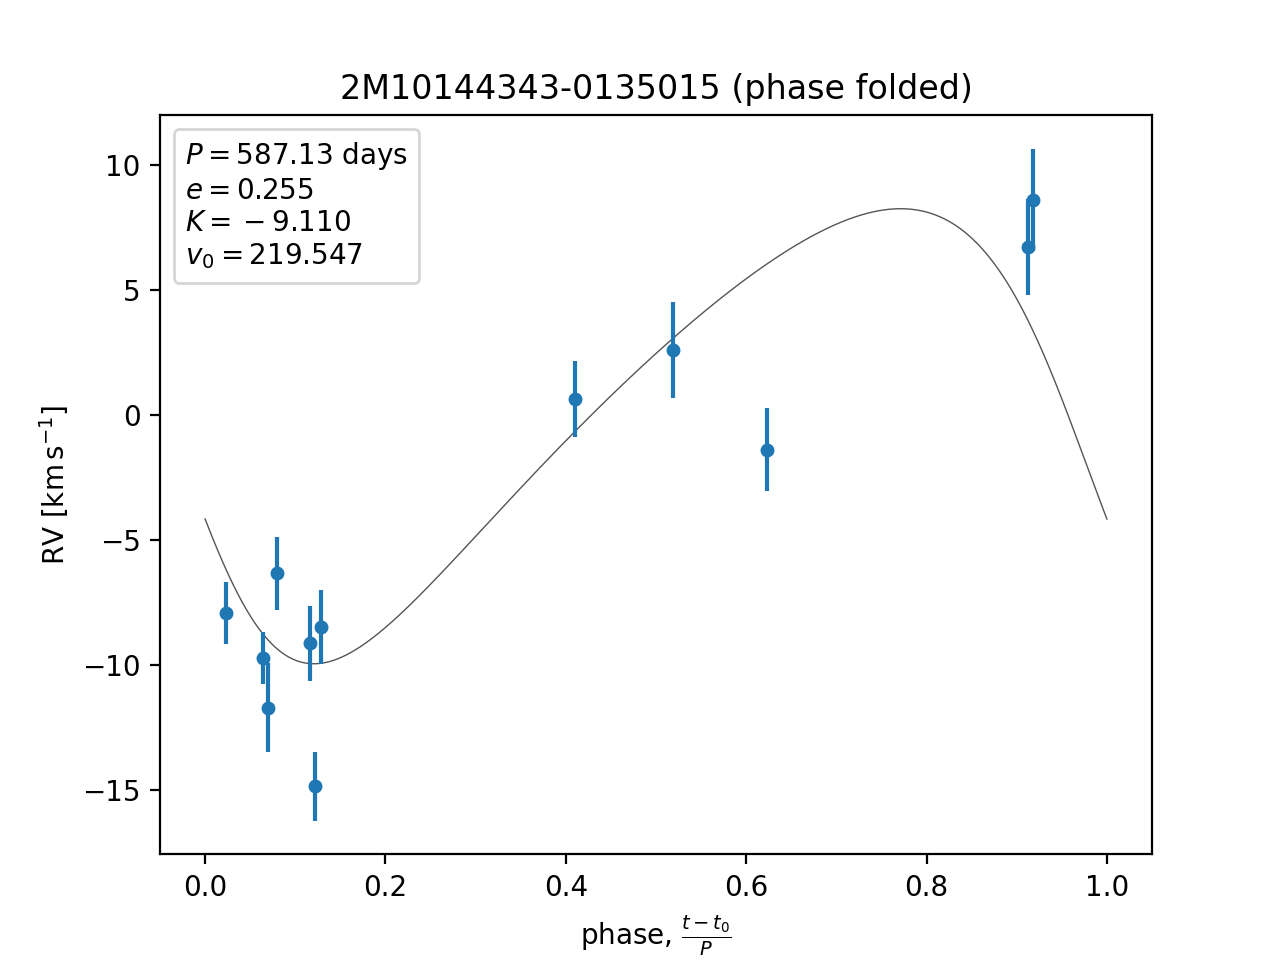 2M10144343-0135015 (phase folded)
P = 587.13 days
e = 0.255
K = −9.110
v₀ = 219.547
10
5
0
−5
−10
−15
RV [km s⁻¹]
0.0 0.2 0.4 0.6 0.8 1.0
phase, (t − t₀)/P